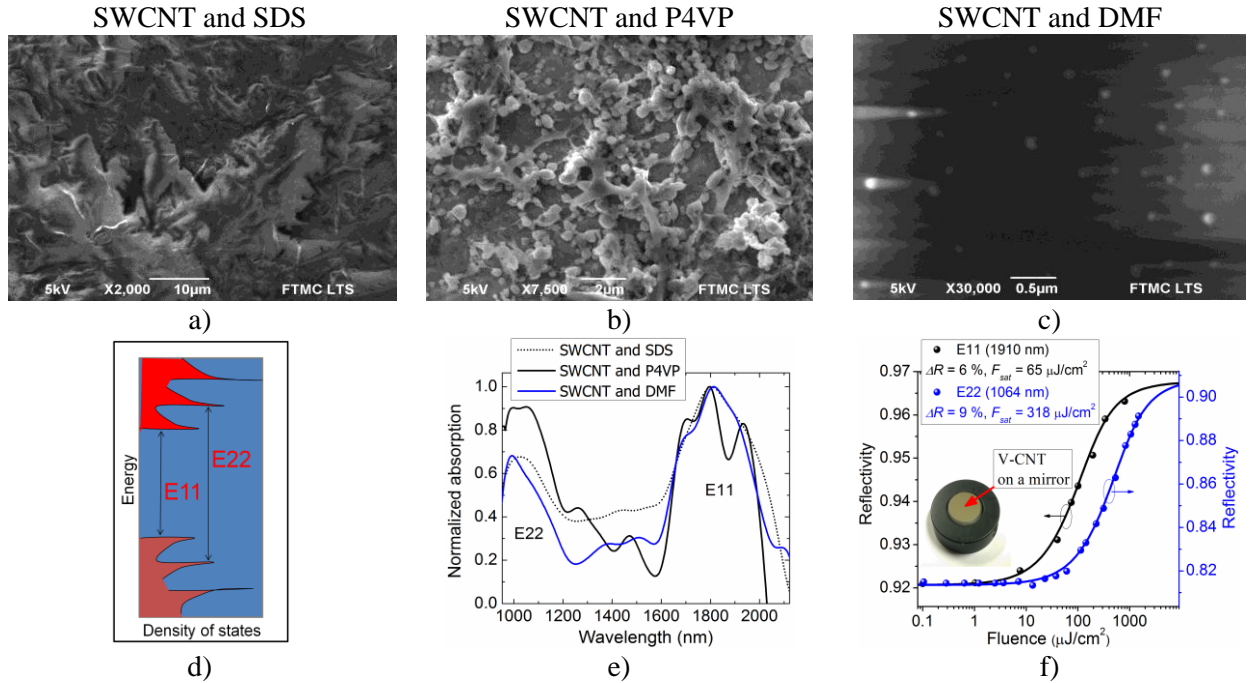 SWCNT and SDS
SWCNT and P4VP
SWCNT and DMF
5kV X2,000 10μm FTMC LTS
5kV X7,500 2μm FTMC LTS
5kV X30,000 0.5μm FTMC LTS
a)
b)
c)
Energy
E11
E22
Density of states
d)
SWCNT and SDS
SWCNT and P4VP
SWCNT and DMF
Normalized absorption
1.0
0.8
0.6
0.4
0.2
0.0
E22
E11
1000 1200 1400 1600 1800 2000
Wavelength (nm)
e)
E11 (1910 nm)
ΔR = 6 %, Fsat = 65 μJ/cm²
E22 (1064 nm)
ΔR = 9 %, Fsat = 318 μJ/cm²
Reflectivity
0.97
0.96
0.95
0.94
0.93
0.92
V-CNT
on a mirror
0.90
0.88
0.86
0.84
0.82
Reflectivity
0.1 1 10 100 1000
Fluence (μJ/cm²)
f)